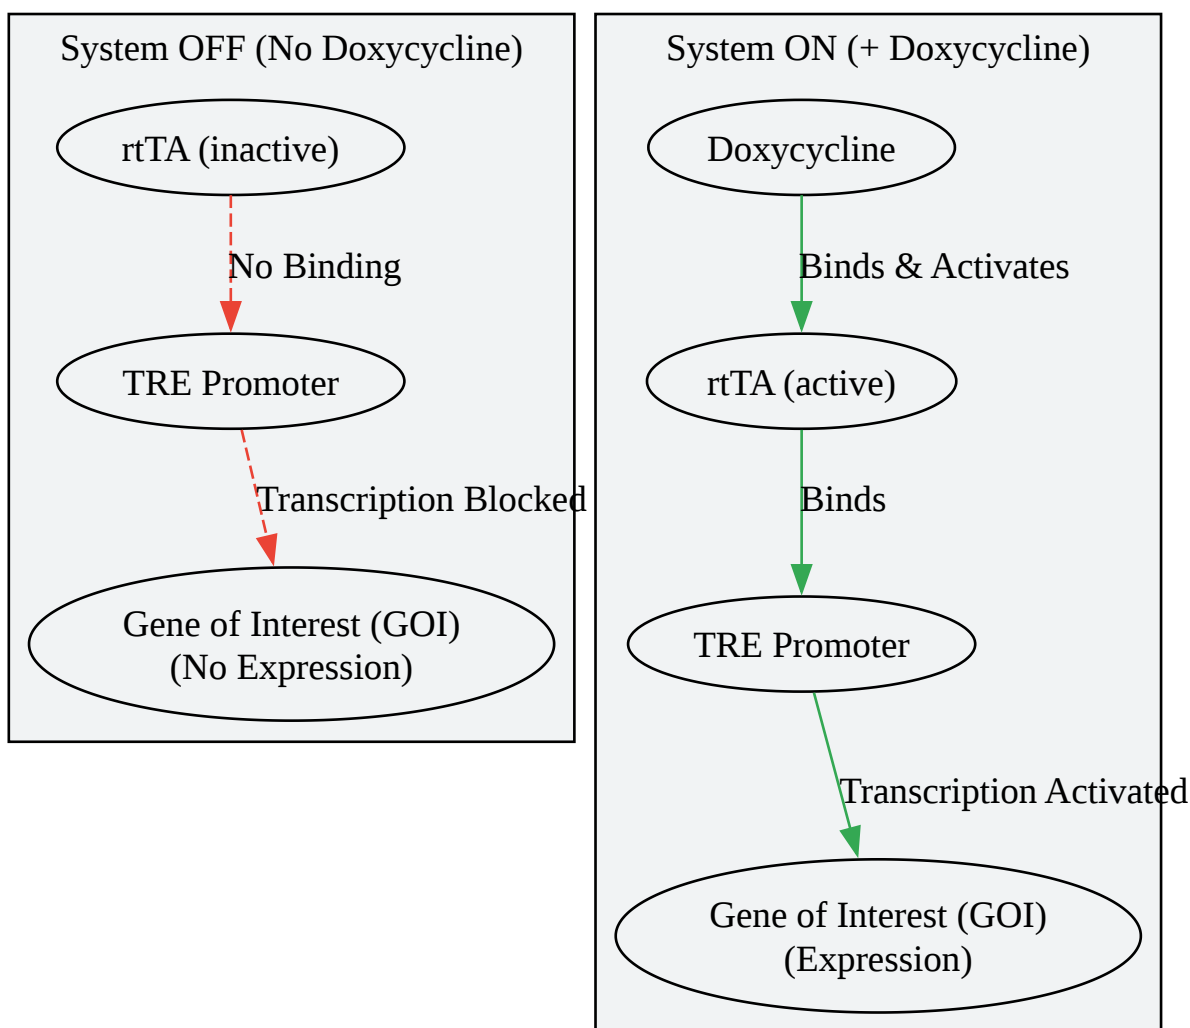 System OFF (No Doxycycline)
rtTA (inactive)
No Binding
TRE Promoter
Transcription Blocked
Gene of Interest (GOI)
(No Expression)
System ON (+ Doxycycline)
Doxycycline
Binds & Activates
rtTA (active)
Binds
TRE Promoter
Transcription Activated
Gene of Interest (GOI)
(Expression)